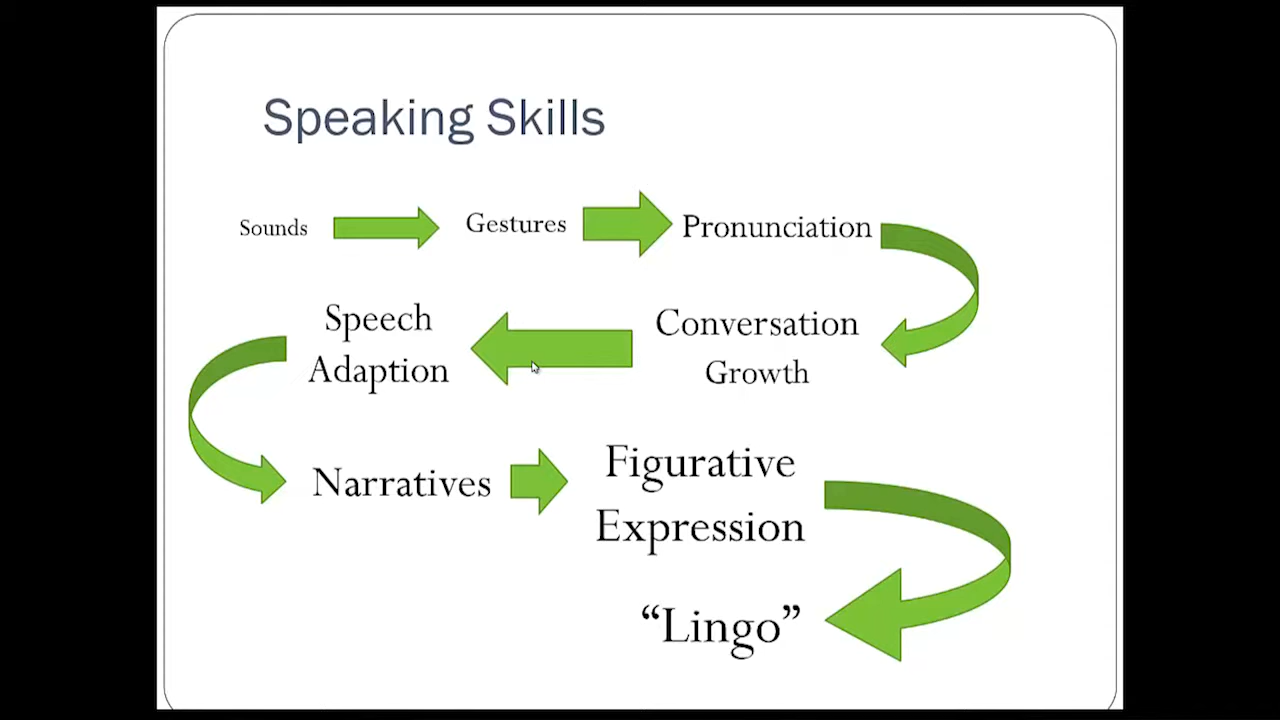 Speaking Skills
Sounds
Gestures
Pronunciation
Conversation
Growth
Speech
Adaption
Narratives
Figurative
Expression
“Lingo”